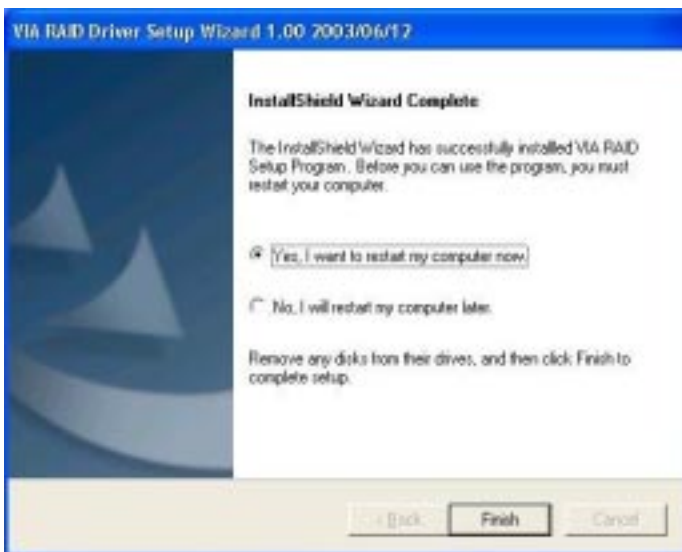 VIA RAID Driver Setup Wizard 1.00 2003/06/12
InstallShield Wizard Complete
The InstallShield Wizard has successfully installed VIA RAID
Setup Program. Before you can use the program, you must
restart your computer.
Yes, I want to restart my computer now.
No, I will restart my computer later.
Remove any disks from their drives, and then click Finish to
complete setup.
< Back Finish Cancel